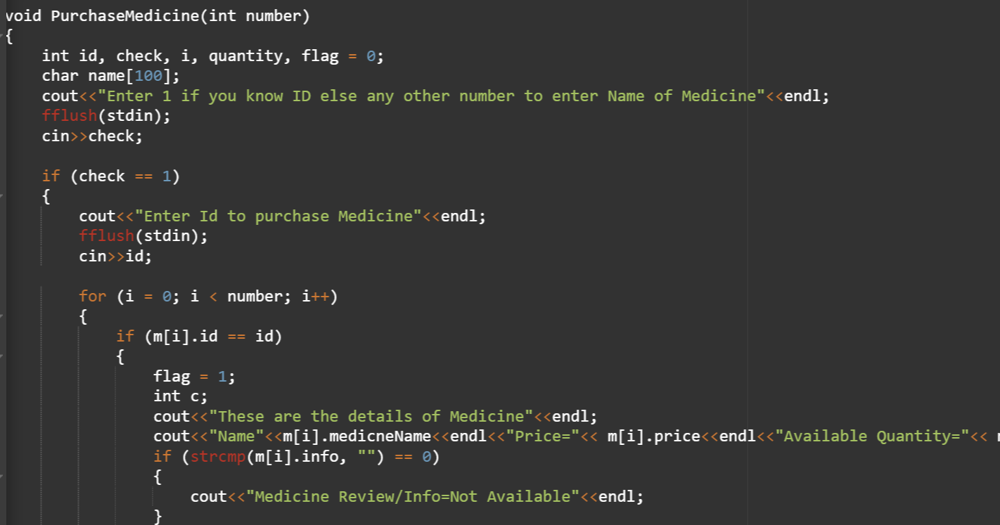 void PurchaseMedicine(int number)
{
    int id, check, i, quantity, flag = 0;
    char name[100];
    cout<<"Enter 1 if you know ID else any other number to enter Name of Medicine"<<endl;
    fflush(stdin);
    cin>>check;

    if (check == 1)
    {
        cout<<"Enter Id to purchase Medicine"<<endl;
        fflush(stdin);
        cin>>id;

        for (i = 0; i < number; i++)
        {
            if (m[i].id == id)
            {
                flag = 1;
                int c;
                cout<<"These are the details of Medicine"<<endl;
                cout<<"Name"<<m[i].medicneName<<endl<<"Price="<< m[i].price<<endl<<"Available Quantity="<<
                if (strcmp(m[i].info, "") == 0)
                {
                    cout<<"Medicine Review/Info=Not Available"<<endl;
                }